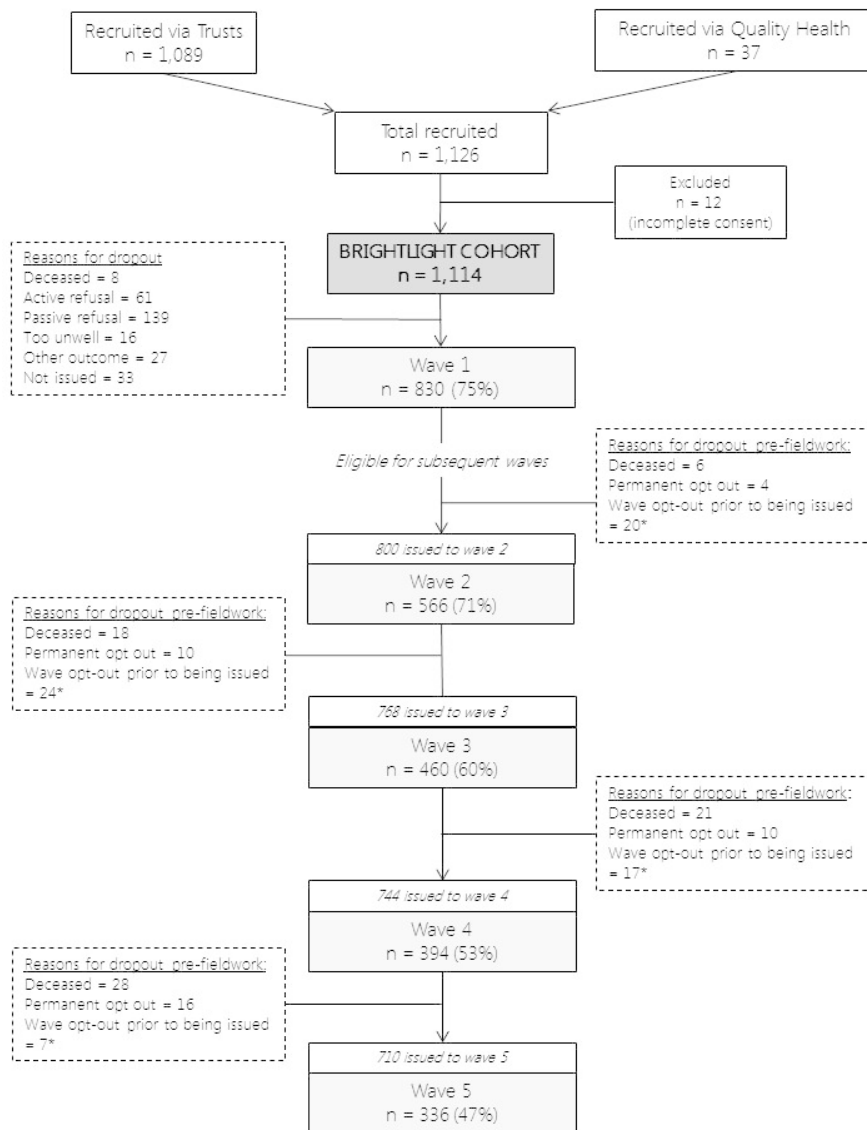 Recruited via Trusts
n = 1,089
Recruited via Quality Health
n = 37
Total recruited
n = 1,126
Excluded
n = 12
(incomplete consent)
BRIGHTLIGHT COHORT
n = 1,114
Reasons for dropout
Deceased = 8
Active refusal = 61
Passive refusal = 139
Too unwell = 16
Other outcome = 27
Not issued = 33
Wave 1
n = 830 (75%)
Eligible for subsequent waves
Reasons for dropout pre-fieldwork:
Deceased = 6
Permanent opt out = 4
Wave opt-out prior to being issued
= 20*
800 issued to wave 2
Wave 2
n = 566 (71%)
Reasons for dropout pre-fieldwork:
Deceased = 18
Permanent opt out = 10
Wave opt-out prior to being issued
= 24*
768 issued to wave 3
Wave 3
n = 460 (60%)
Reasons for dropout pre-fieldwork:
Deceased = 21
Permanent opt out = 10
Wave opt-out prior to being issued
= 17*
744 issued to wave 4
Wave 4
n = 394 (53%)
Reasons for dropout pre-fieldwork:
Deceased = 28
Permanent opt out = 16
Wave opt-out prior to being issued
= 7*
710 issued to wave 5
Wave 5
n = 336 (47%)